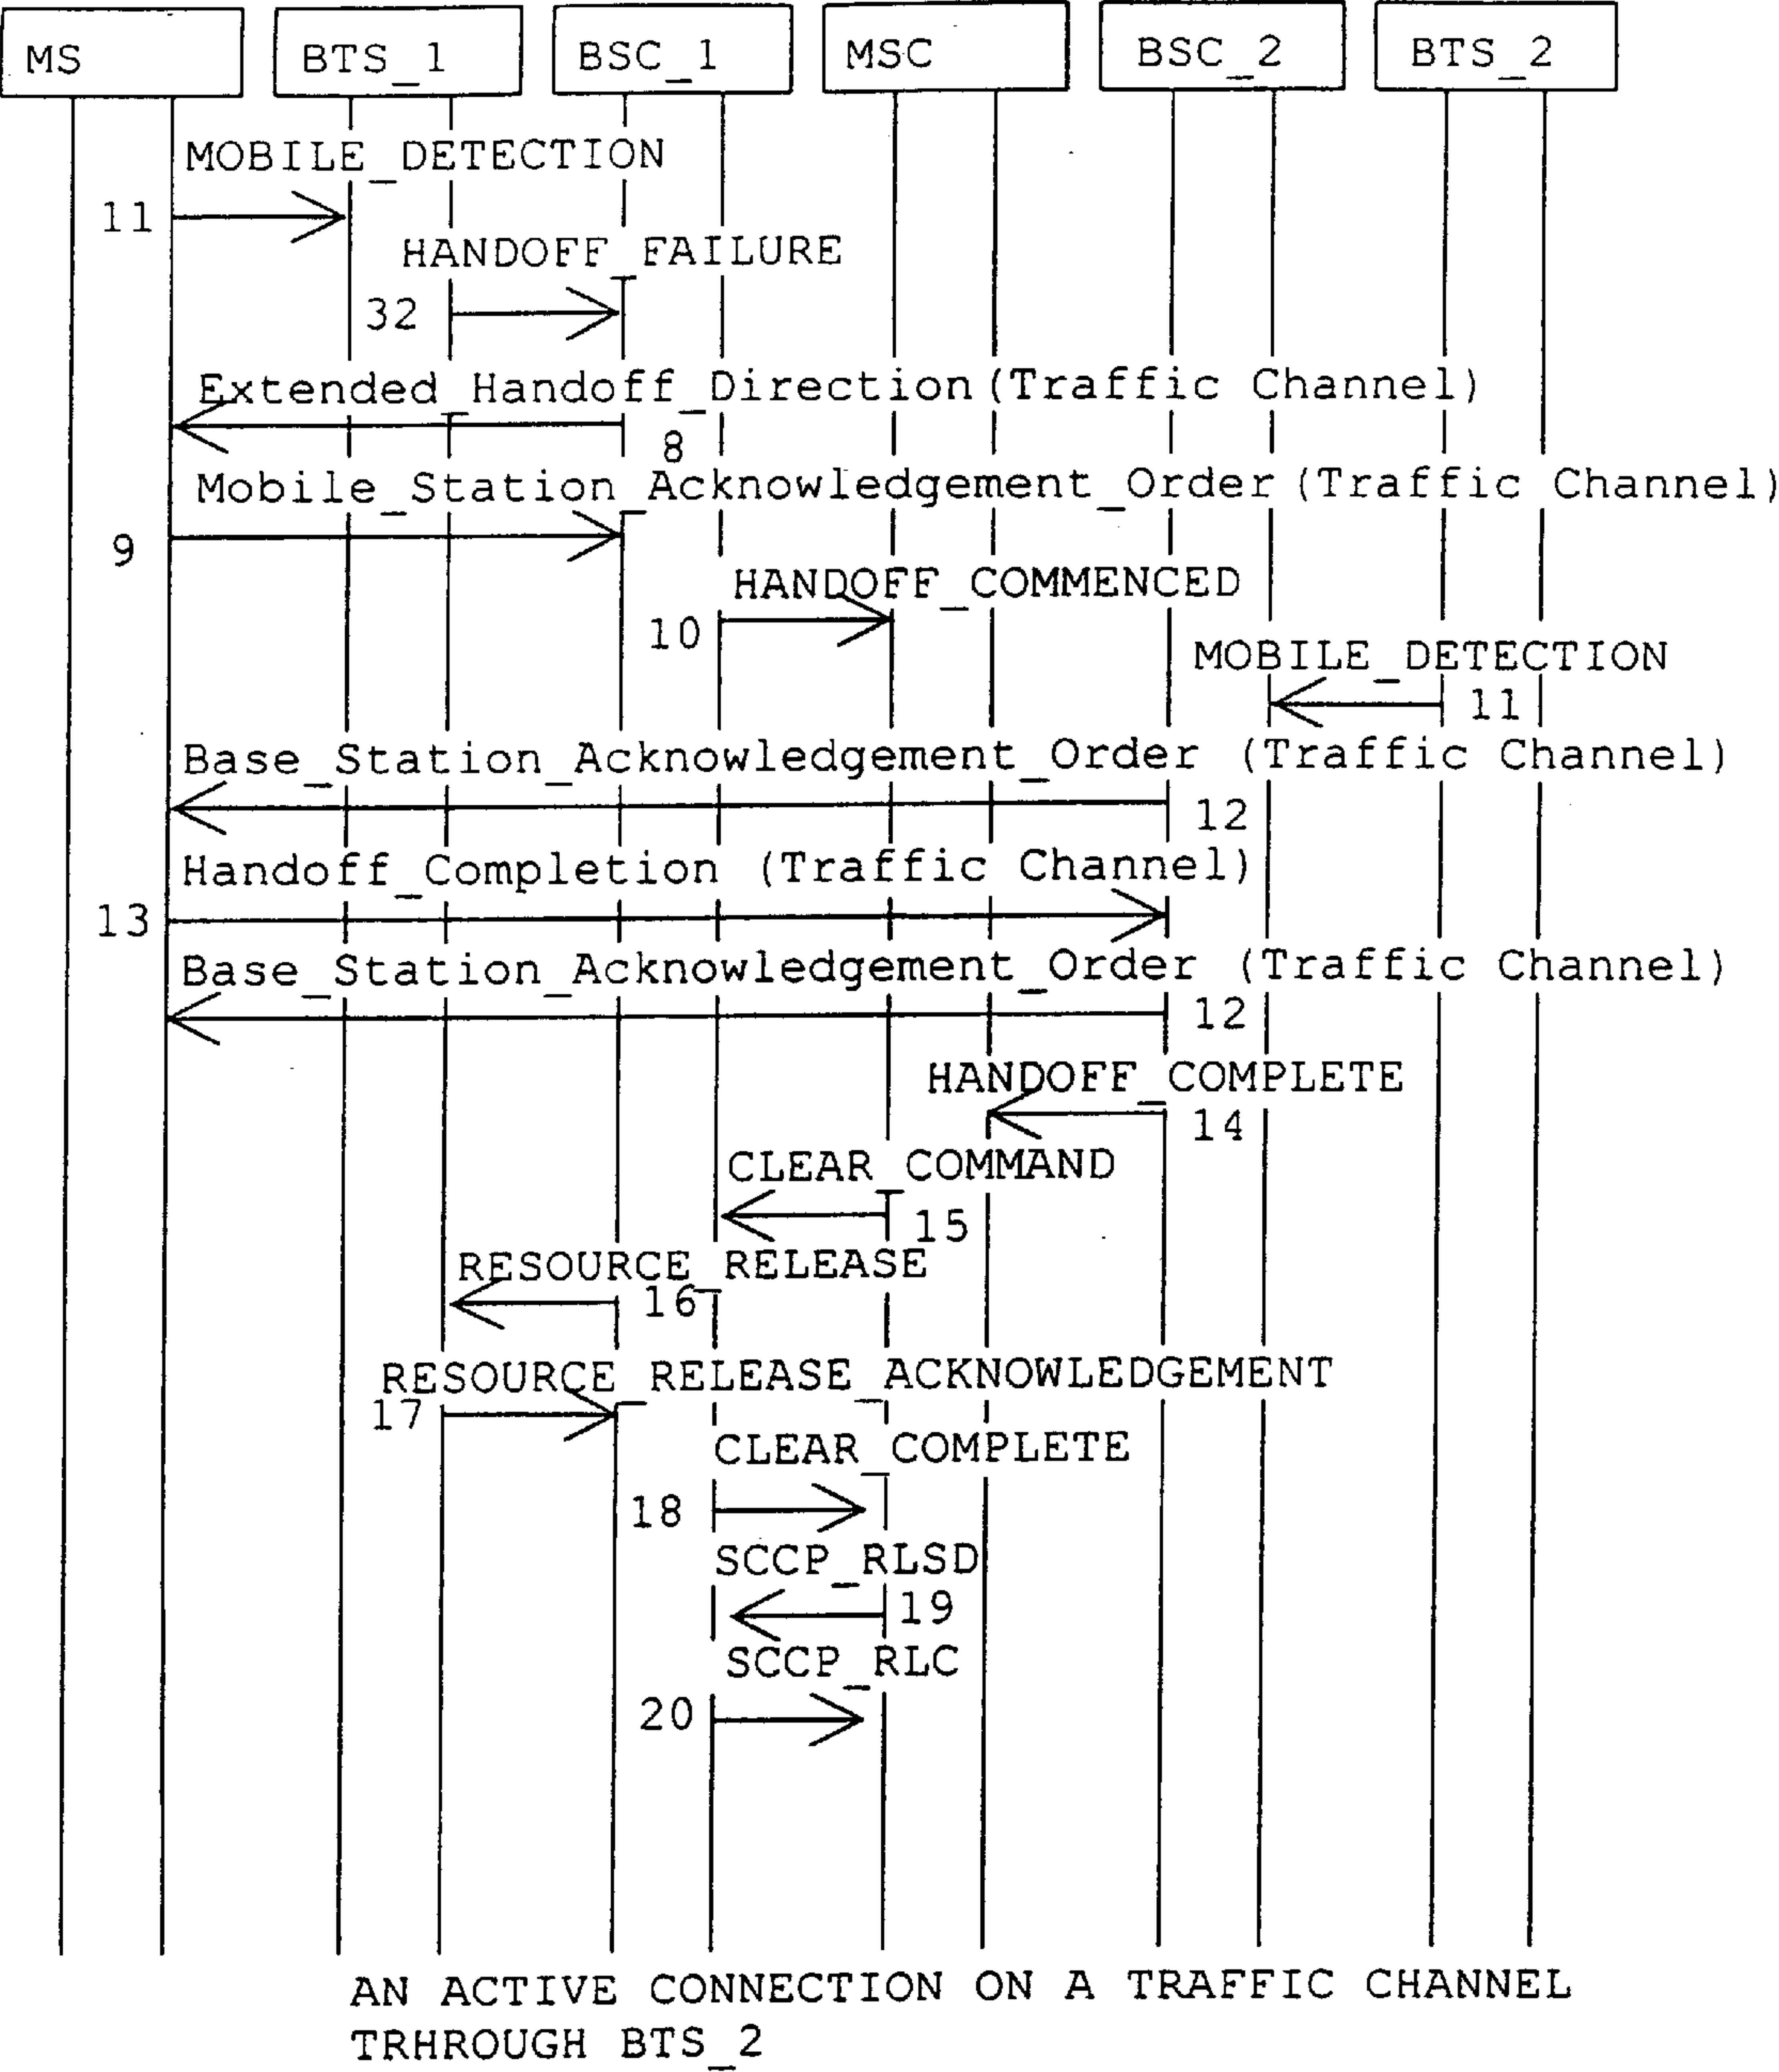 MS BTS_1 BSC_1 MSC BSC_2 BTS_2
MOBILE_DETECTION
11
HANDOFF_FAILURE
32
Extended_Handoff_Direction (Traffic Channel)
8
Mobile_Station_Acknowledgement_Order (Traffic Channel)
9
HANDOFF_COMMENCED
10
MOBILE_DETECTION
11
Base_Station_Acknowledgement_Order (Traffic Channel)
12
Handoff_Completion (Traffic Channel)
13
Base_Station_Acknowledgement_Order (Traffic Channel)
12
HANDOFF_COMPLETE
14
CLEAR_COMMAND
15
RESOURCE_RELEASE
16
RESOURCE_RELEASE_ACKNOWLEDGEMENT
17
CLEAR_COMPLETE
18
SCCP_RLSD
19
SCCP_RLC
20
AN ACTIVE CONNECTION ON A TRAFFIC CHANNEL
TRHROUGH BTS_2